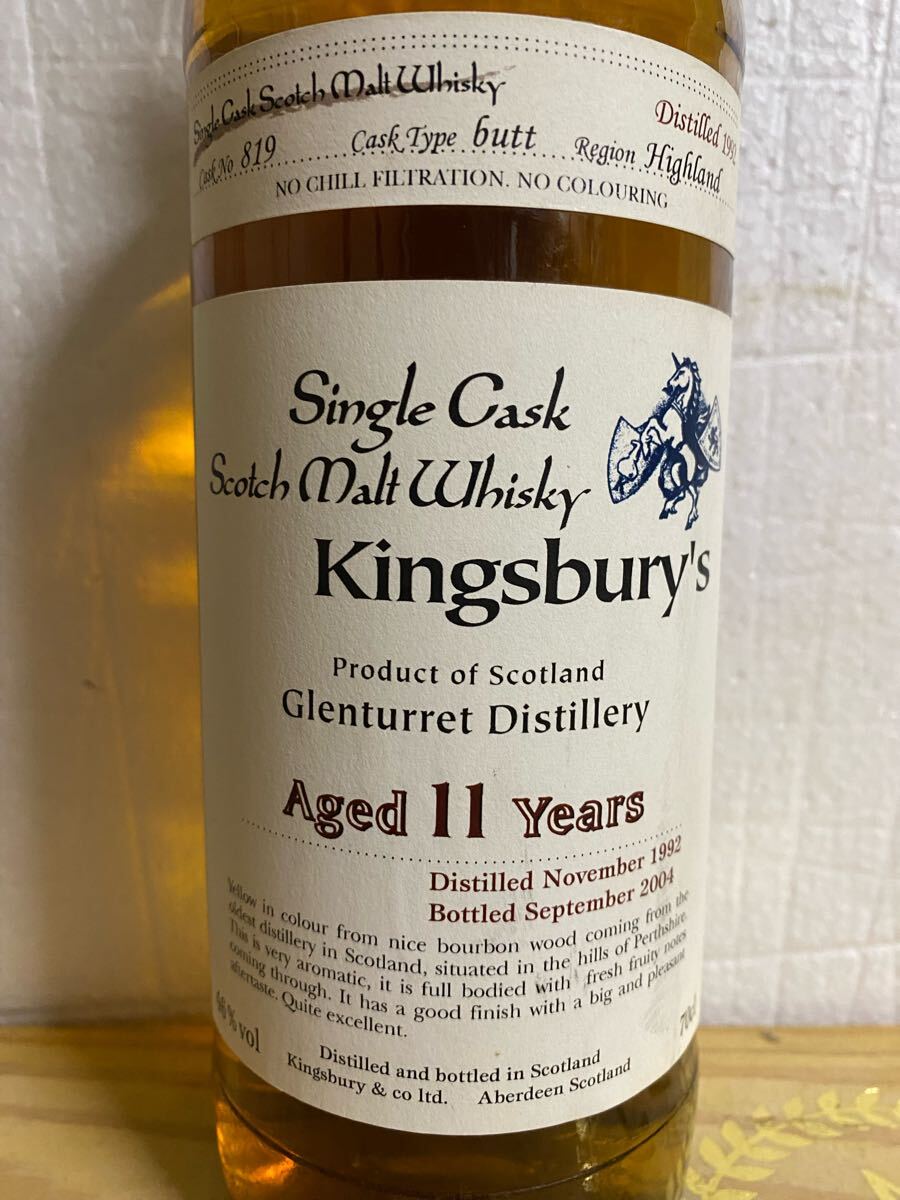 Single Cask Scotch Malt Whisky
Distilled 1992
Cask No 819 Cask Type butt Region Highland
NO CHILL FILTRATION. NO COLOURING
Single Cask
Scotch Malt Whisky
Kingsbury's
Product of Scotland
Glenturret Distillery
Aged 11 Years
Distilled November 1992
Bottled September 2004
Yellow in colour from nice bourbon wood coming from the
oldest distillery in Scotland, situated in the hills of Perthshire.
This is very aromatic, it is full bodied with fresh fruity notes
coming through. It has a good finish with a big and pleasant
aftertaste. Quite excellent.
46%vol 70cl
Distilled and bottled in Scotland
Kingsbury & co ltd. Aberdeen Scotland